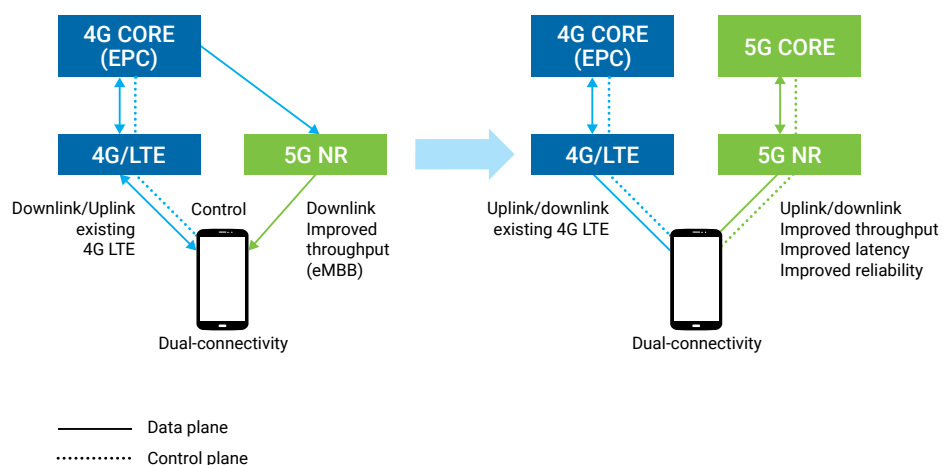 4G CORE
(EPC)
4G/LTE
5G NR
Downlink/Uplink
existing
4G LTE
Control
Downlink
Improved
throughput
(eMBB)
Dual-connectivity
4G CORE
(EPC)
5G CORE
4G/LTE
5G NR
Uplink/downlink
existing 4G LTE
Uplink/downlink
Improved throughput
Improved latency
Improved reliability
Dual-connectivity
Data plane
Control plane